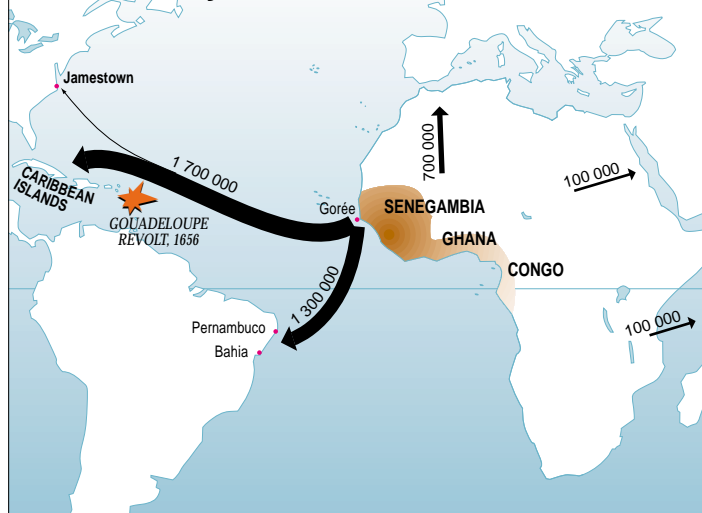 Jamestown
1 700 000
CARIBBEAN
ISLANDS
GOUADELOUPE
REVOLT, 1656
Gorée
SENEGAMBIA
GHANA
CONGO
700 000
100 000
1 300 000
Pernambuco
Bahia
100 000